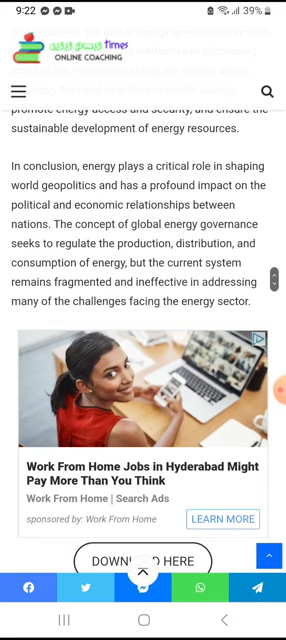 9:22
39%
times
ONLINE COACHING
promote energy access and security, and ensure the
sustainable development of energy resources.
In conclusion, energy plays a critical role in shaping
world geopolitics and has a profound impact on the
political and economic relationships between
nations. The concept of global energy governance
seeks to regulate the production, distribution, and
consumption of energy, but the current system
remains fragmented and ineffective in addressing
many of the challenges facing the energy sector.
Work From Home Jobs in Hyderabad Might
Pay More Than You Think
Work From Home | Search Ads
sponsored by: Work From Home
LEARN MORE
HERE